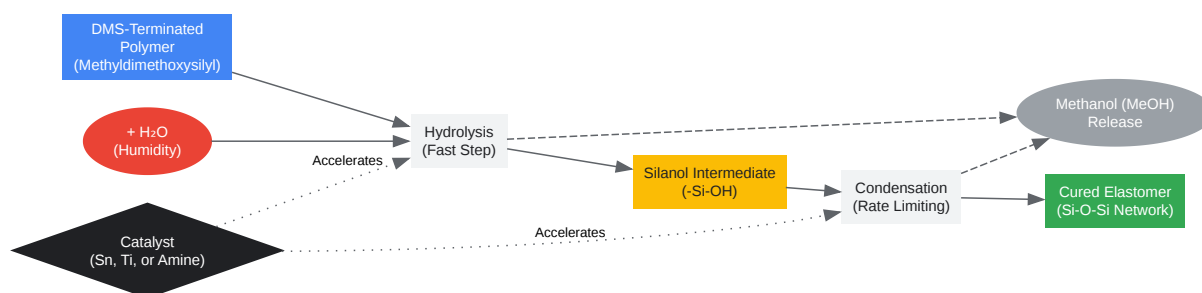 DMS-Terminated
Polymer
(Methyldimethoxysilyl)
+ H₂O
(Humidity)
Catalyst
(Sn, Ti, or Amine)
Accelerates
Hydrolysis
(Fast Step)
Accelerates
Silanol Intermediate
(-Si-OH)
Condensation
(Rate Limiting)
Methanol (MeOH)
Release
Cured Elastomer
(Si-O-Si Network)